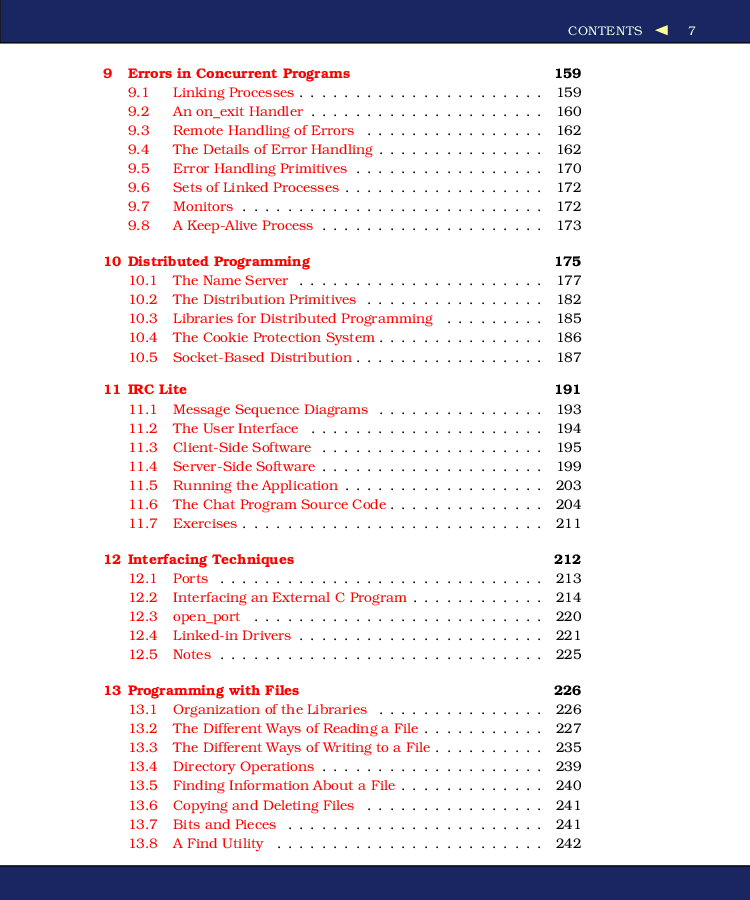 CONTENTS ◀ 7
9 Errors in Concurrent Programs 159
9.1 Linking Processes . . . . . . . . . . . . . . . . . . . . . . 159
9.2 An on_exit Handler . . . . . . . . . . . . . . . . . . . . . 160
9.3 Remote Handling of Errors . . . . . . . . . . . . . . . . 162
9.4 The Details of Error Handling . . . . . . . . . . . . . . . 162
9.5 Error Handling Primitives . . . . . . . . . . . . . . . . . 170
9.6 Sets of Linked Processes . . . . . . . . . . . . . . . . . . 172
9.7 Monitors . . . . . . . . . . . . . . . . . . . . . . . . . . . 172
9.8 A Keep-Alive Process . . . . . . . . . . . . . . . . . . . . 173
10 Distributed Programming 175
10.1 The Name Server . . . . . . . . . . . . . . . . . . . . . . 177
10.2 The Distribution Primitives . . . . . . . . . . . . . . . . 182
10.3 Libraries for Distributed Programming . . . . . . . . . 185
10.4 The Cookie Protection System . . . . . . . . . . . . . . . 186
10.5 Socket-Based Distribution . . . . . . . . . . . . . . . . . 187
11 IRC Lite 191
11.1 Message Sequence Diagrams . . . . . . . . . . . . . . . 193
11.2 The User Interface . . . . . . . . . . . . . . . . . . . . . 194
11.3 Client-Side Software . . . . . . . . . . . . . . . . . . . . 195
11.4 Server-Side Software . . . . . . . . . . . . . . . . . . . . 199
11.5 Running the Application . . . . . . . . . . . . . . . . . . 203
11.6 The Chat Program Source Code . . . . . . . . . . . . . . 204
11.7 Exercises . . . . . . . . . . . . . . . . . . . . . . . . . . . 211
12 Interfacing Techniques 212
12.1 Ports . . . . . . . . . . . . . . . . . . . . . . . . . . . . . 213
12.2 Interfacing an External C Program . . . . . . . . . . . . 214
12.3 open_port . . . . . . . . . . . . . . . . . . . . . . . . . . 220
12.4 Linked-in Drivers . . . . . . . . . . . . . . . . . . . . . . 221
12.5 Notes . . . . . . . . . . . . . . . . . . . . . . . . . . . . . 225
13 Programming with Files 226
13.1 Organization of the Libraries . . . . . . . . . . . . . . . 226
13.2 The Different Ways of Reading a File . . . . . . . . . . . 227
13.3 The Different Ways of Writing to a File . . . . . . . . . . 235
13.4 Directory Operations . . . . . . . . . . . . . . . . . . . . 239
13.5 Finding Information About a File . . . . . . . . . . . . . 240
13.6 Copying and Deleting Files . . . . . . . . . . . . . . . . 241
13.7 Bits and Pieces . . . . . . . . . . . . . . . . . . . . . . . 241
13.8 A Find Utility . . . . . . . . . . . . . . . . . . . . . . . . 242